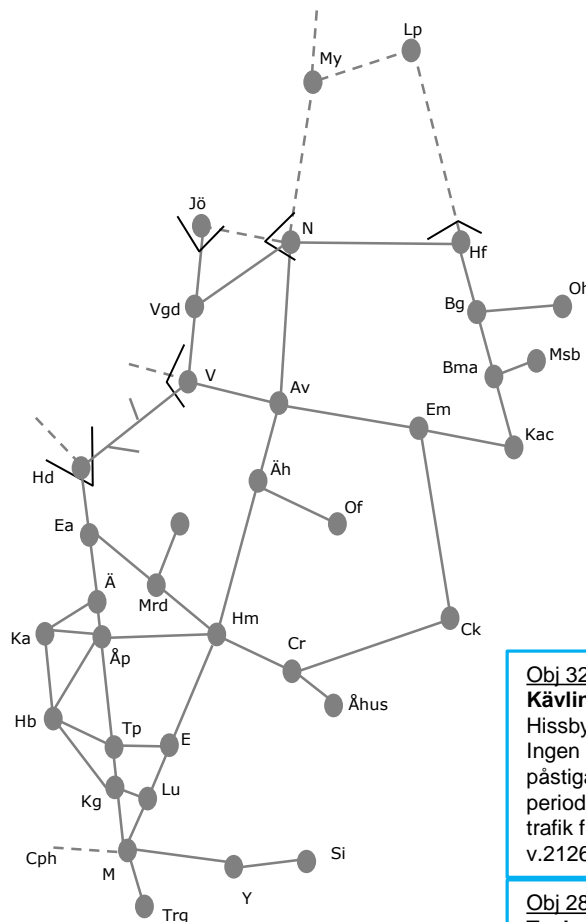 Lp
My
Jö
N
Hf
Vgd
Bg
Oh
V
Msb
Bma
Av
Em
Kac
Hd
Äh
Of
Ea
Ä
Mrd
Hm
Ka
Åp
Cr
Ck
Åhus
Hb
Tp
E
Kg
Lu
Cph
M
Si
Y
Trg
Obj 32
Kävlin
Hissby
Ingen
påstiga
period
trafik f
v.2126
Obj 28